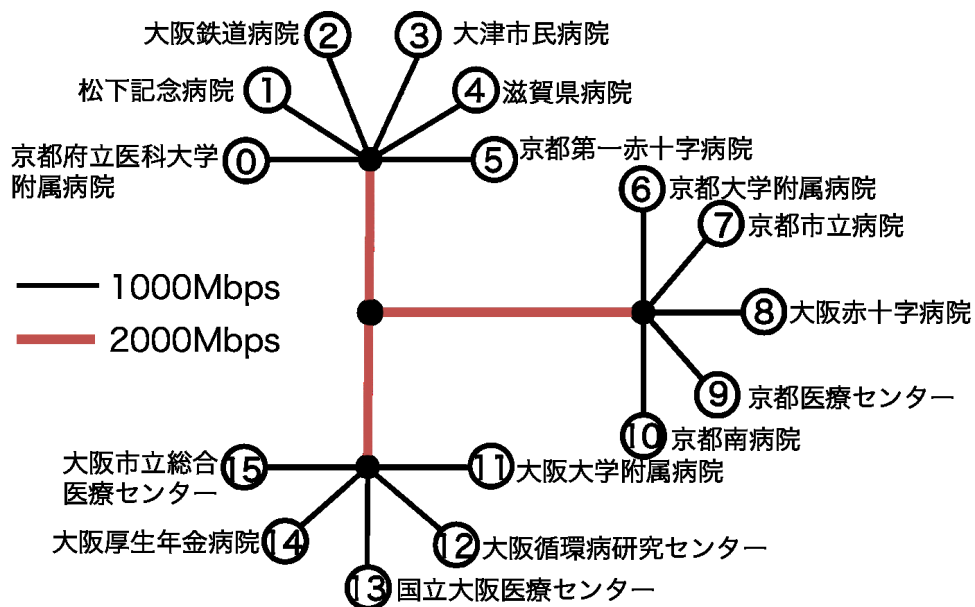 大阪鉄道病院
②
③
大津市民病院
松下記念病院
①
④
滋賀県病院
京都府立医科大学
附属病院
⓪
⑤
京都第一赤十字病院
⑥
京都大学附属病院
⑦
京都市立病院
1000Mbps
2000Mbps
⑧
大阪赤十字病院
⑨
京都医療センター
⑩
京都南病院
大阪市立総合
医療センター
⑮
⑪
大阪大学附属病院
大阪厚生年金病院
⑭
⑫
大阪循環病研究センター
⑬
国立大阪医療センター